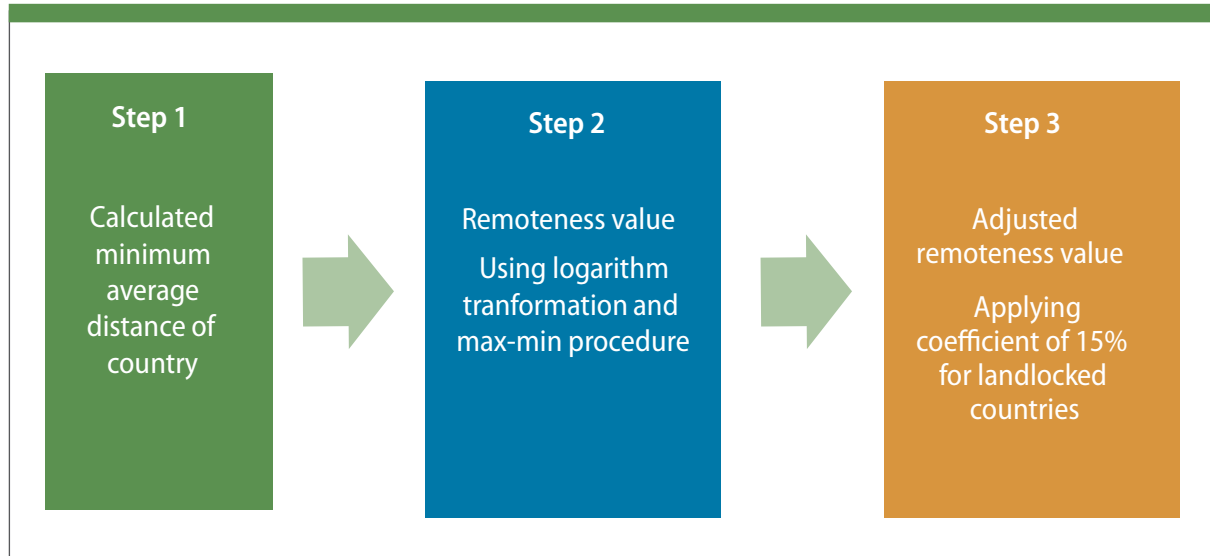 Step 1
Calculated
minimum
average
distance of
country
Step 2
Remoteness value
Using logarithm
tranformation and
max-min procedure
Step 3
Adjusted
remoteness value
Applying
coefficient of 15%
for landlocked
countries